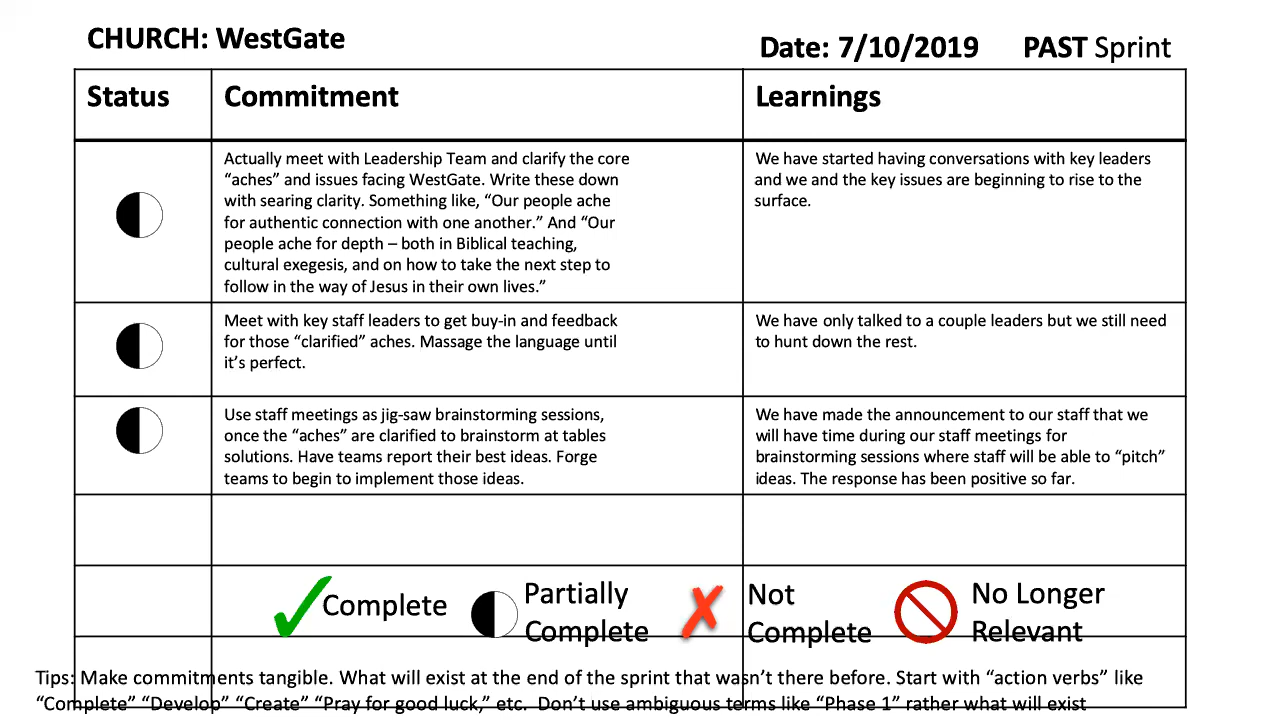 CHURCH: WestGate
Date: 7/10/2019 PAST Sprint
Status Commitment Learnings
Actually meet with Leadership Team and clarify the core
“aches” and issues facing WestGate. Write these down
with searing clarity. Something like, “Our people ache
for authentic connection with one another.” And “Our
people ache for depth – both in Biblical teaching,
cultural exegesis, and on how to take the next step to
follow in the way of Jesus in their own lives.”
We have started having conversations with key leaders
and we and the key issues are beginning to rise to the
surface.
Meet with key staff leaders to get buy-in and feedback
for those “clarified” aches. Massage the language until
it’s perfect.
We have only talked to a couple leaders but we still need
to hunt down the rest.
Use staff meetings as jig-saw brainstorming sessions,
once the “aches” are clarified to brainstorm at tables
solutions. Have teams report their best ideas. Forge
teams to begin to implement those ideas.
We have made the announcement to our staff that we
will have time during our staff meetings for
brainstorming sessions where staff will be able to “pitch”
ideas. The response has been positive so far.
Complete
Partially
Complete
Not
Complete
No Longer
Relevant
Tips: Make commitments tangible. What will exist at the end of the sprint that wasn’t there before. Start with “action verbs” like
“Complete” “Develop” “Create” “Pray for good luck,” etc. Don’t use ambiguous terms like “Phase 1” rather what will exist